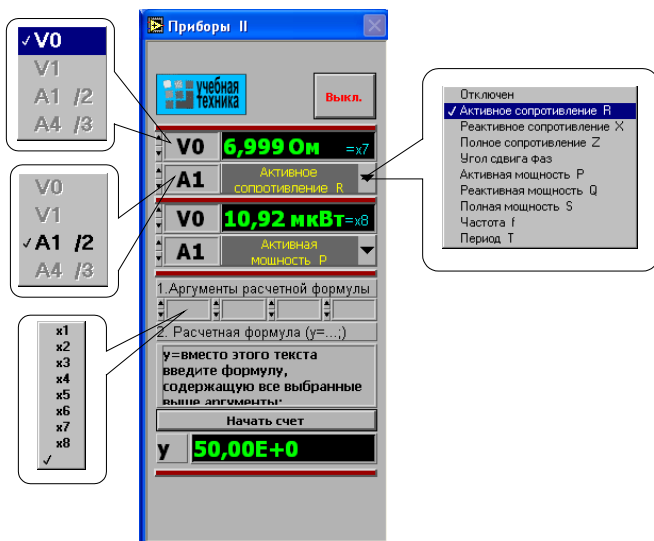 ✓V0
V1
A1 /2
A4 /3
V0
V1
✓A1 /2
A4 /3
x1
x2
x3
x4
x5
x6
x7
x8
✓
Приборы II
учебная
техника
Выкл.
V0 6,999 Ом =x7
A1 Активное
сопротивление R
V0 10,92 мкВт=x8
A1 Активная
мощность P
1.Аргументы расчетной формулы
2. Расчетная формула (y=...;)
y=вместо этого текста
введите формулу,
содержащую все выбранные
выше аргументы;
Начать счет
y 50,00E+0
Отключен
✓ Активное сопротивление R
Реактивное сопротивление X
Полное сопротивление Z
Угол сдвига фаз
Активная мощность P
Реактивная мощность Q
Полная мощность S
Частота f
Период T